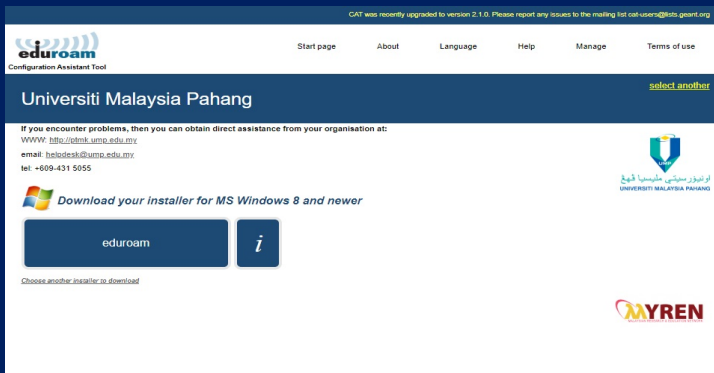 CAT was recently upgraded to version 2.1.0. Please report any issues to the mailing list cat-users@lists.geant.org
eduroam
Configuration Assistant Tool
Start page About Language Help Manage Terms of use
Universiti Malaysia Pahang
select another
If you encounter problems, then you can obtain direct assistance from your organisation at:
WWW: http://ptmk.ump.edu.my
email: helpdesk@ump.edu.my
tel: +609-431 5055
UMP
اونيۏرسيتي مليسيا ڤهڠ
UNIVERSITI MALAYSIA PAHANG
Download your installer for MS Windows 8 and newer
eduroam
i
Choose another installer to download
MYREN